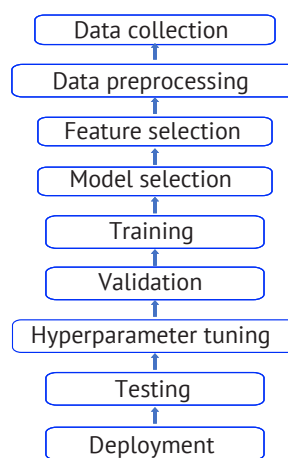 Data collection
Data preprocessing
Feature selection
Model selection
Training
Validation
Hyperparameter tuning
Testing
Deployment